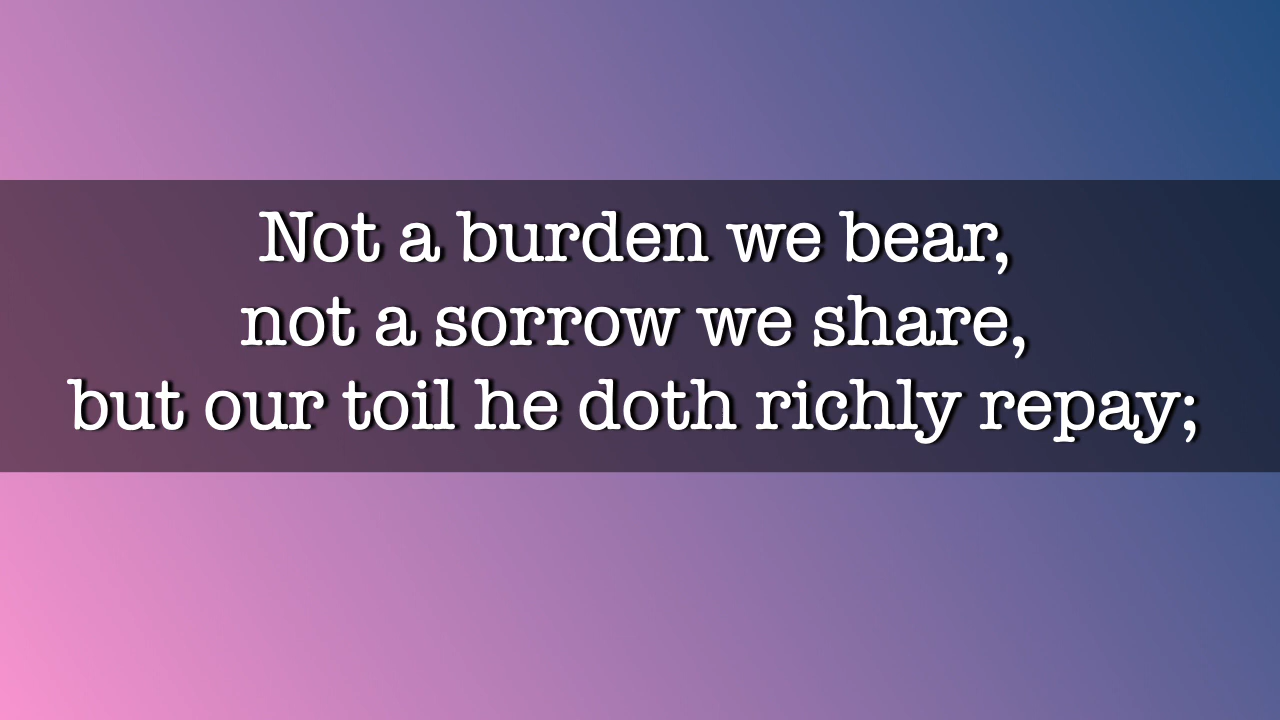 Not a burden we bear,
not a sorrow we share,
but our toil he doth richly repay;